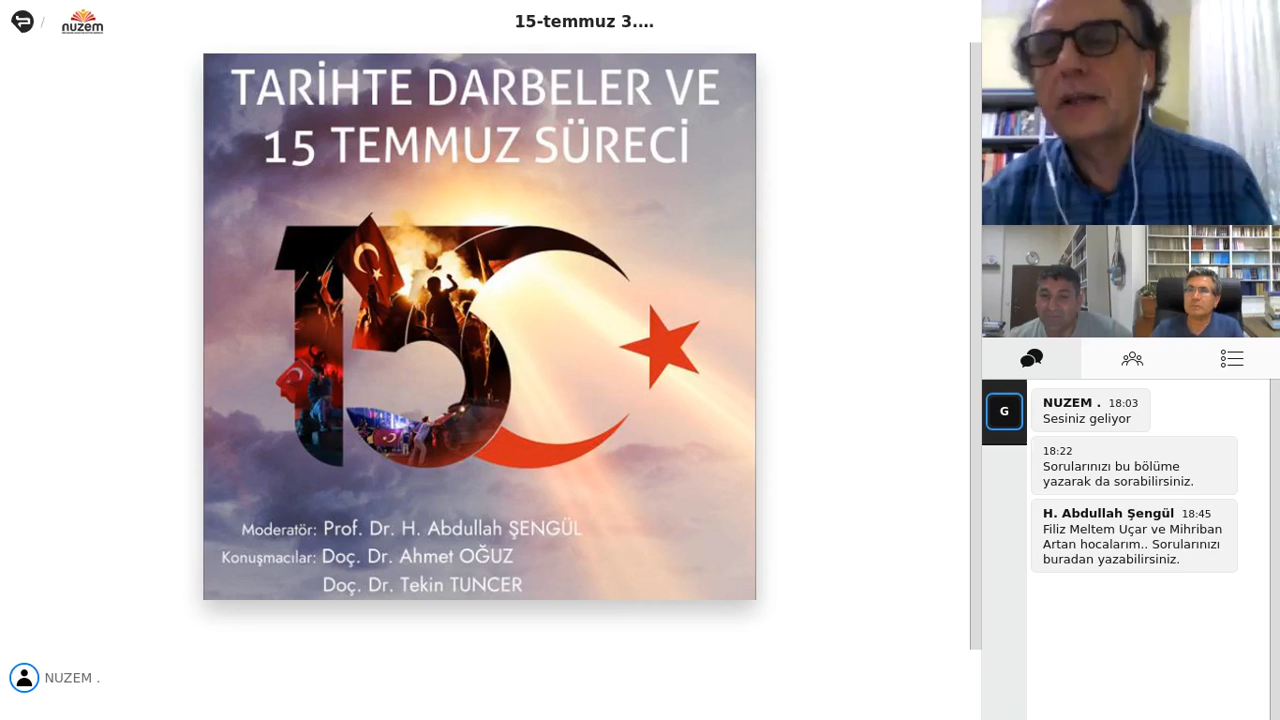 /
nuzem
15-temmuz 3....
TARİHTE DARBELER VE
15 TEMMUZ SÜRECİ
15
Moderatör: Prof. Dr. H. Abdullah ŞENGÜL
Konuşmacılar: Doç. Dr. Ahmet OĞUZ
Doç. Dr. Tekin TUNCER
NUZEM .
G
NUZEM . 18:03
Sesiniz geliyor
18:22
Sorularınızı bu bölüme
yazarak da sorabilirsiniz.
H. Abdullah Şengül 18:45
Filiz Meltem Uçar ve Mihriban
Artan hocalarım.. Sorularınızı
buradan yazabilirsiniz.